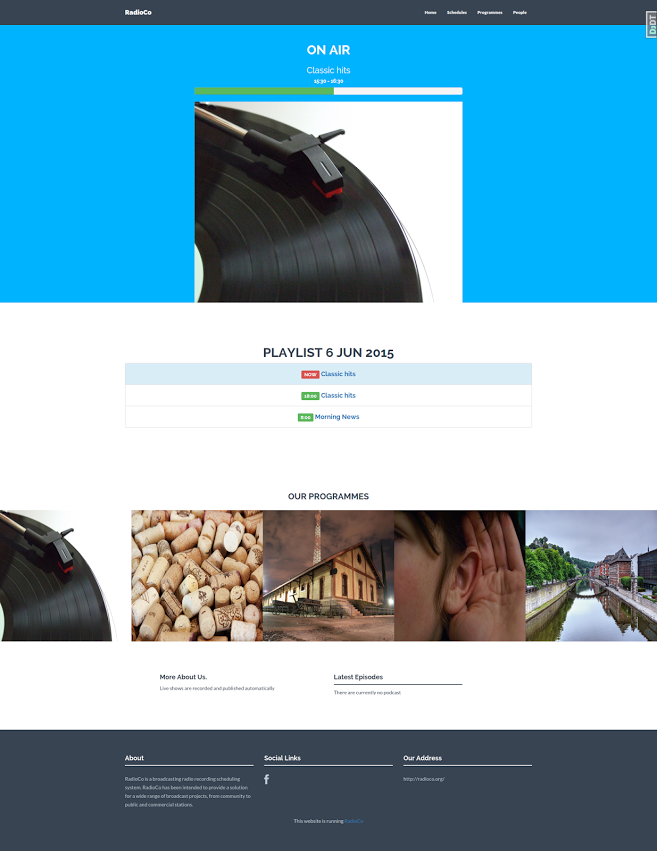 RadioCo
Home Schedules Programmes People
DjDT
ON AIR
Classic hits
15:30 - 16:30
PLAYLIST 6 JUN 2015
NOW Classic hits
18:00 Classic hits
8:00 Morning News
OUR PROGRAMMES
More About Us.
Live shows are recorded and published automatically
Latest Episodes
There are currently no podcast
About
RadioCo is a broadcasting radio recording scheduling
system. RadioCo has been intended to provide a solution
for a wide range of broadcast projects, from community to
public and commercial stations.
Social Links
Our Address
http://radioco.org/
This website is running RadioCo